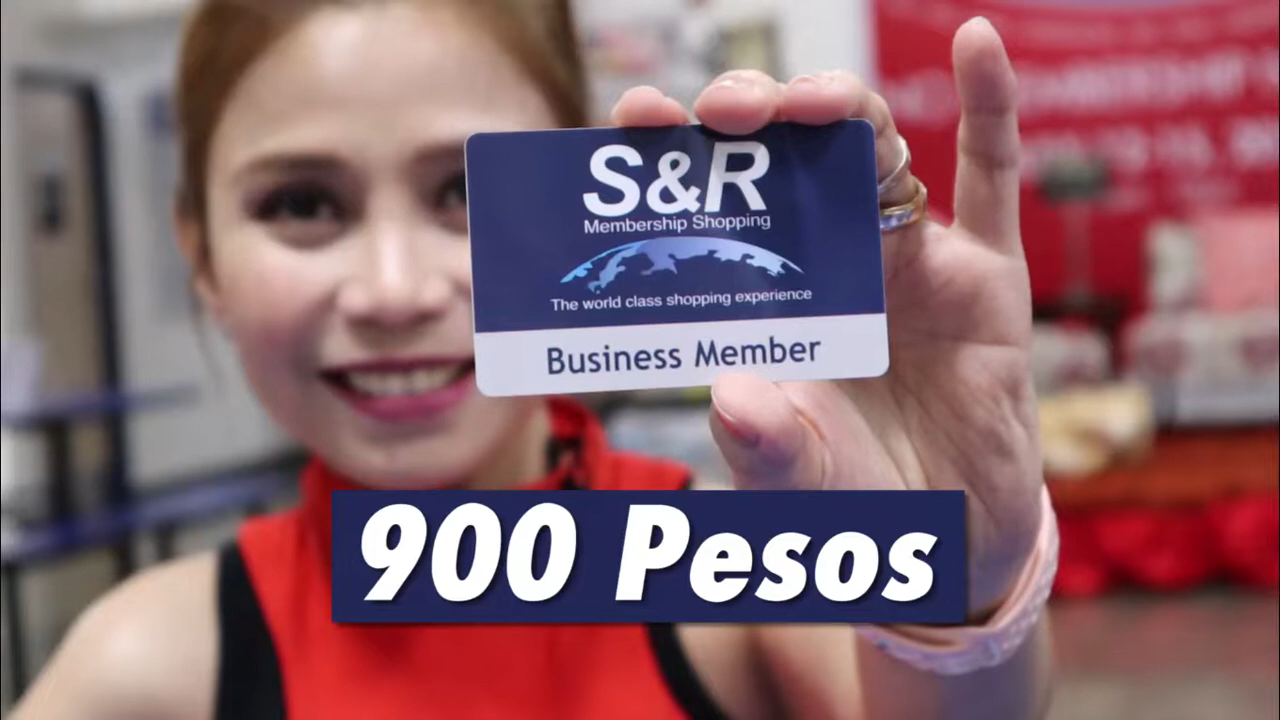 S&R
Membership Shopping
The world class shopping experience
Business Member
900 Pesos